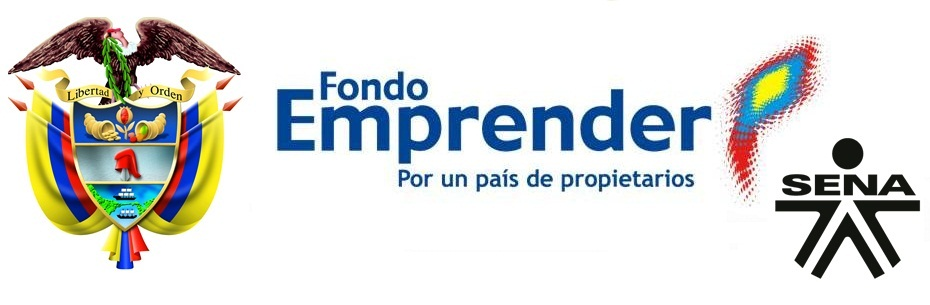 Libertad y Orden
Fondo
Emprender
Por un país de propietarios
SENA